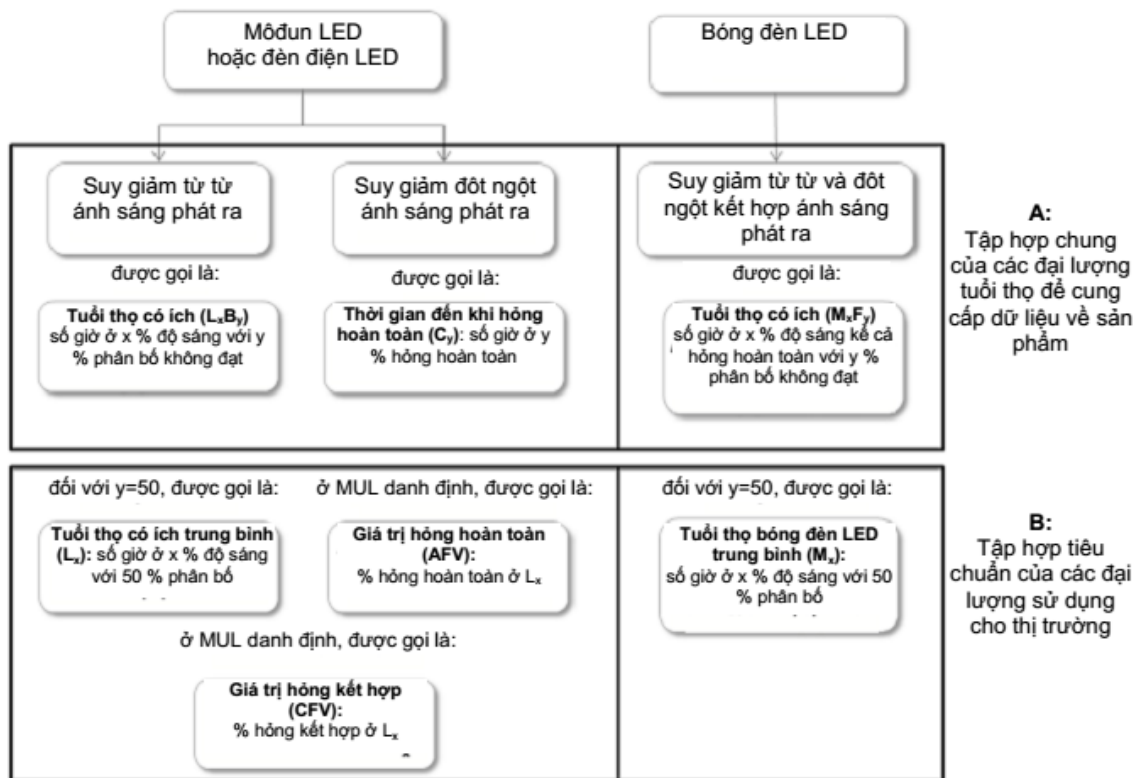 Môđun LED
hoặc đèn điện LED
Bóng đèn LED
Suy giảm từ từ
ánh sáng phát ra
Suy giảm đôt ngột
ánh sáng phát ra
Suy giảm từ từ và đôt
ngột kết hợp ánh sáng
phát ra
được gọi là:
được gọi là:
được gọi là:
Tuổi thọ có ích (LₓBᵧ)
số giờ ở x % độ sáng với y
% phân bố không đạt
Thời gian đến khi hỏng
hoàn toàn (Cᵧ): số giờ ở y
% hỏng hoàn toàn
Tuổi thọ có ích (MₓFᵧ)
số giờ ở x % độ sáng kể cả
hỏng hoàn toàn với y %
phân bố không đạt
A:
Tập hợp chung
của các đại lượng
tuổi thọ để cung
cấp dữ liệu về sản
phẩm
đối với y=50, được gọi là:
ở MUL danh định, được gọi là:
đối với y=50, được gọi là:
Tuổi thọ có ích trung bình
(Lₓ): số giờ ở x % độ sáng
với 50 % phân bố
Giá trị hỏng hoàn toàn
(AFV):
% hỏng hoàn toàn ở Lₓ
Tuổi thọ bóng đèn LED
trung bình (Mₓ):
số giờ ở x % độ sáng với 50
% phân bố
ở MUL danh định, được gọi là:
Giá trị hỏng kết hợp
(CFV):
% hỏng kết hợp ở Lₓ
B:
Tập hợp tiêu
chuẩn của các đại
lượng sử dụng
cho thị trường